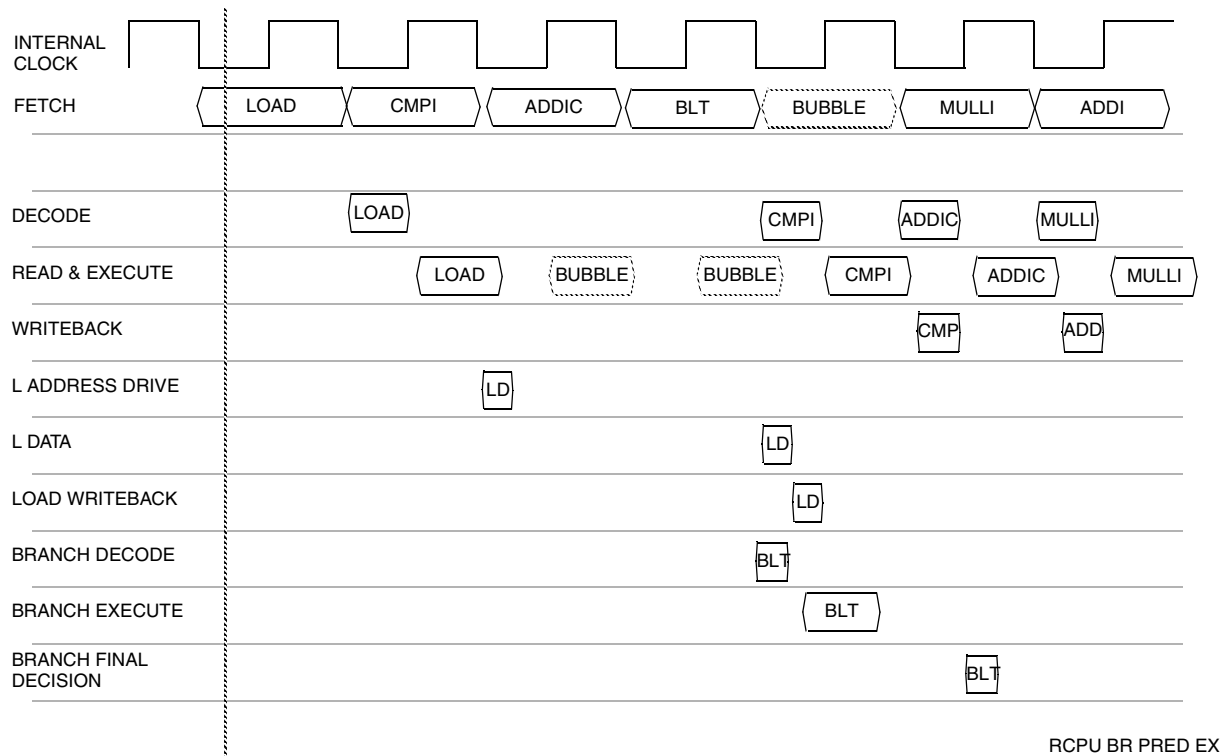 INTERNAL
CLOCK
FETCH LOAD CMPI ADDIC BLT BUBBLE MULLI ADDI
DECODE LOAD CMPI ADDIC MULLI
READ & EXECUTE LOAD BUBBLE BUBBLE CMPI ADDIC MULLI
WRITEBACK CMP ADD
L ADDRESS DRIVE LD
L DATA LD
LOAD WRITEBACK LD
BRANCH DECODE BLT
BRANCH EXECUTE BLT
BRANCH FINAL
DECISION BLT
RCPU BR PRED EX